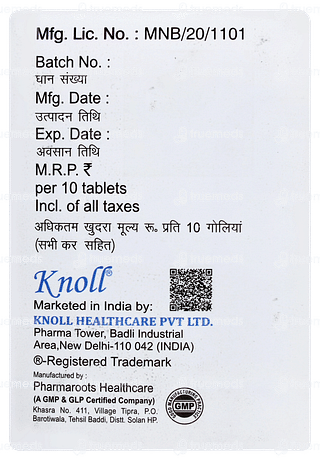 Mfg. Lic. No. : MNB/20/1101
Batch No. :
धान संख्या
Mfg. Date :
उत्पादन तिथि
Exp. Date :
अवसान तिथि
M.R.P. ₹
per 10 tablets
Incl. of all taxes
अधिकतम खुदरा मूल्य रू० प्रति 10 गोलियां
(सभी कर सहित)
Knoll®
Marketed in India by:
KNOLL HEALTHCARE PVT LTD.
Pharma Tower, Badli Industrial
Area,New Delhi-110 042 (INDIA)
®-Registered Trademark
Manufactured by :
Pharmaroots Healthcare
(A GMP & GLP Certified Company)
Khasra No. 411, Village Tipra, P.O.
Barotiwala, Tehsil Baddi, Distt. Solan HP.
GMP